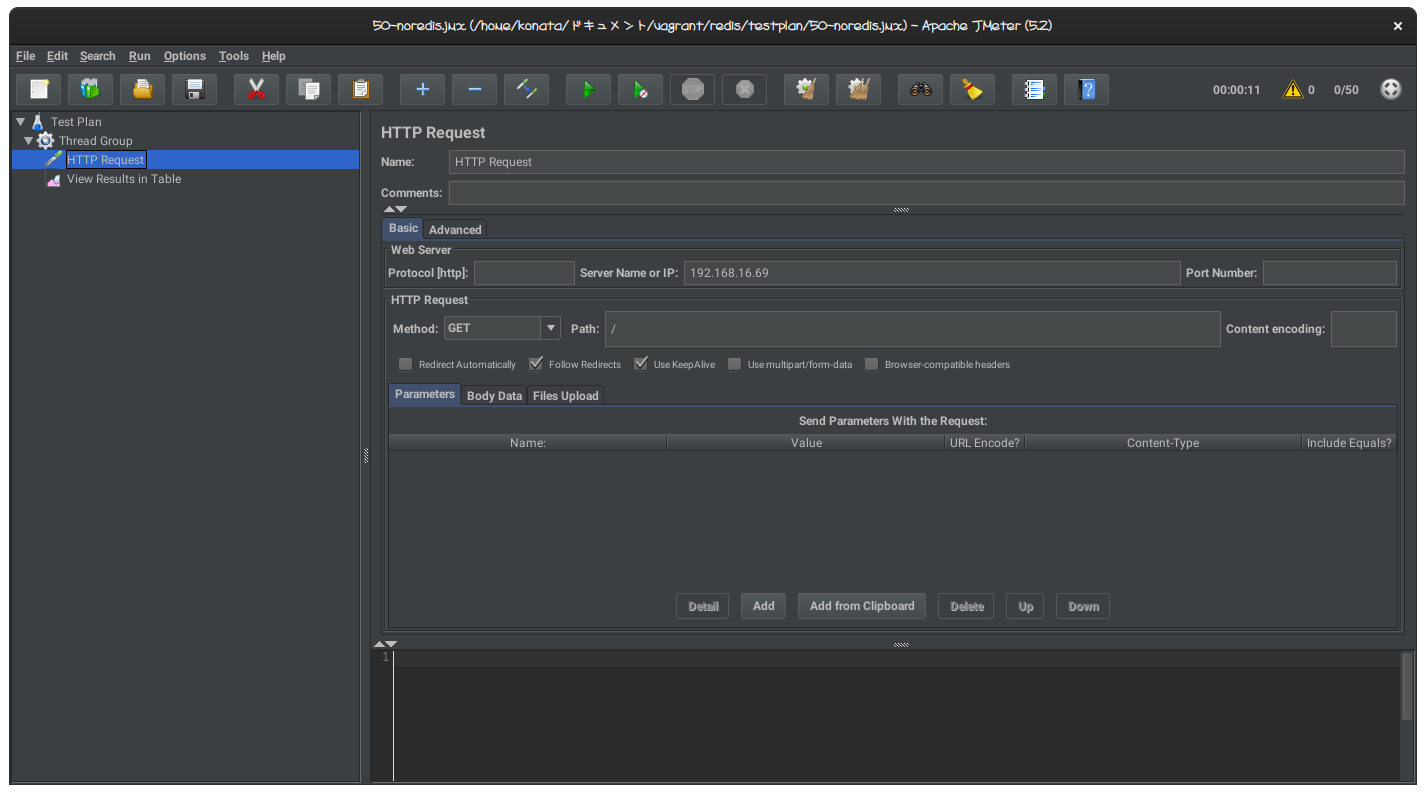 50-noredis.jmx (/home/konata/ドキュメント/vagrant/redis/testplan/50-noredis.jmx) - Apache JMeter (5.2)
File Edit Search Run Options Tools Help
STOP 00:00:11 0 0/50
Test Plan
Thread Group
HTTP Request
View Results in Table
HTTP Request
Name: HTTP Request
Comments:
Basic Advanced
Web Server
Protocol [http]: Server Name or IP: 192.168.16.69 Port Number:
HTTP Request
Method: GET Path: / Content encoding:
Redirect Automatically Follow Redirects Use KeepAlive Use multipart/form-data Browser-compatible headers
Parameters Body Data Files Upload
Send Parameters With the Request:
Name: Value URL Encode? Content-Type Include Equals?
Detail Add Add from Clipboard Delete Up Down
1